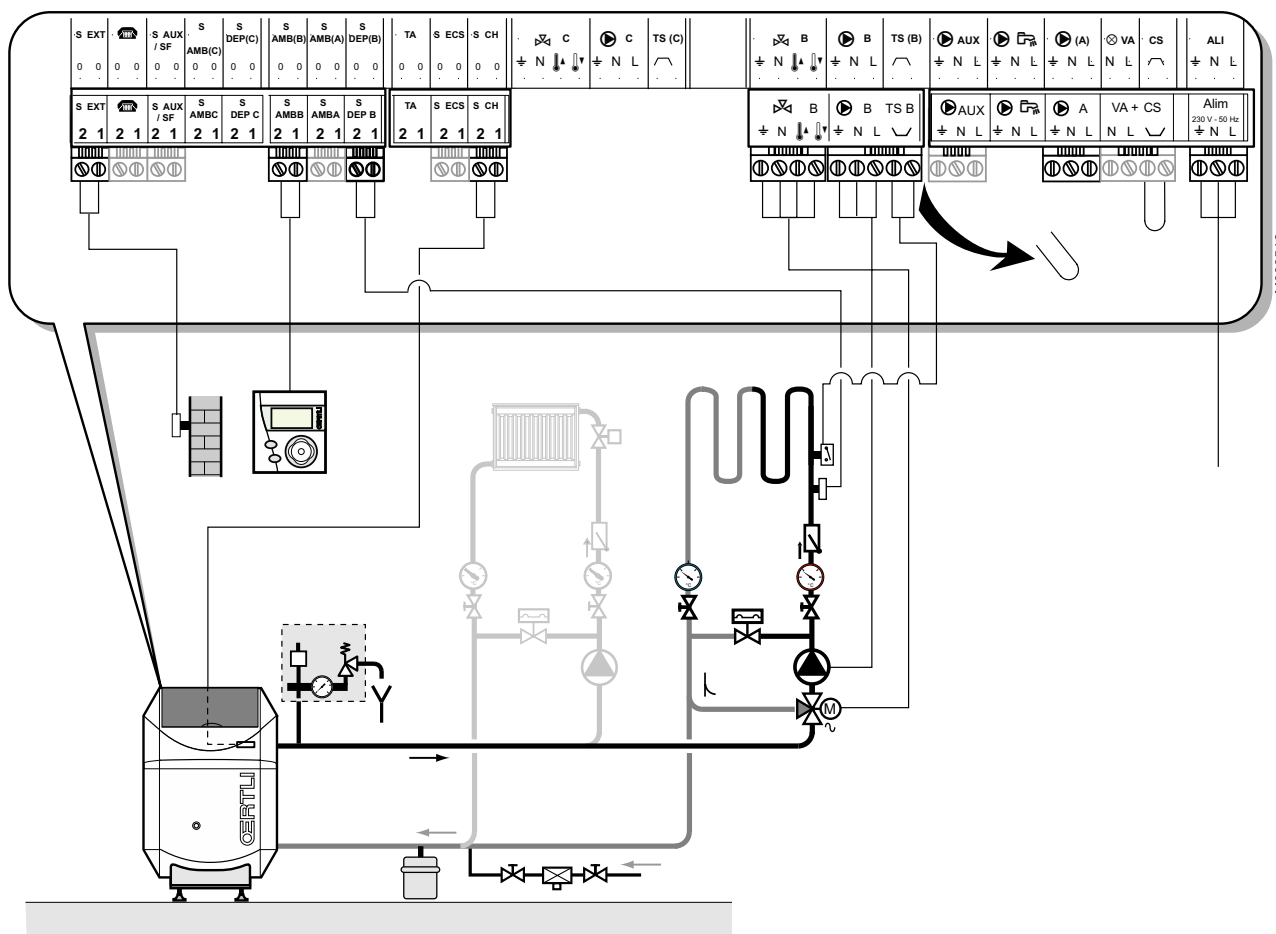 S EXT
S AUX / SF
S AMB(C)
S DEP(C)
S AMB(B)
S AMB(A)
S DEP(B)
TA
S ECS
S CH
C
C
TS (C)
B
B
TS (B)
AUX
(A)
VA
CS
ALI
0 0 0 0 0 0 0 0 0 0 0 0 0 0 0 0 0 0 0 0
N
N L
N
N L
N L
N L
N L
N L
N L
S EXT
S AUX / SF
S AMBC
S DEP C
S AMBB
S AMBA
S DEP B
TA
S ECS
S CH
B
B
TS B
AUX
A
VA + CS
Alim
230 V - 50 Hz
2 1 2 1 2 1 2 1 2 1 2 1 2 1 2 1 2 1 2 1 2 1
N
N L
N L
N L
N L
N L
N L
OERTLI
°C
°C
°C
°C
M
OERTLI